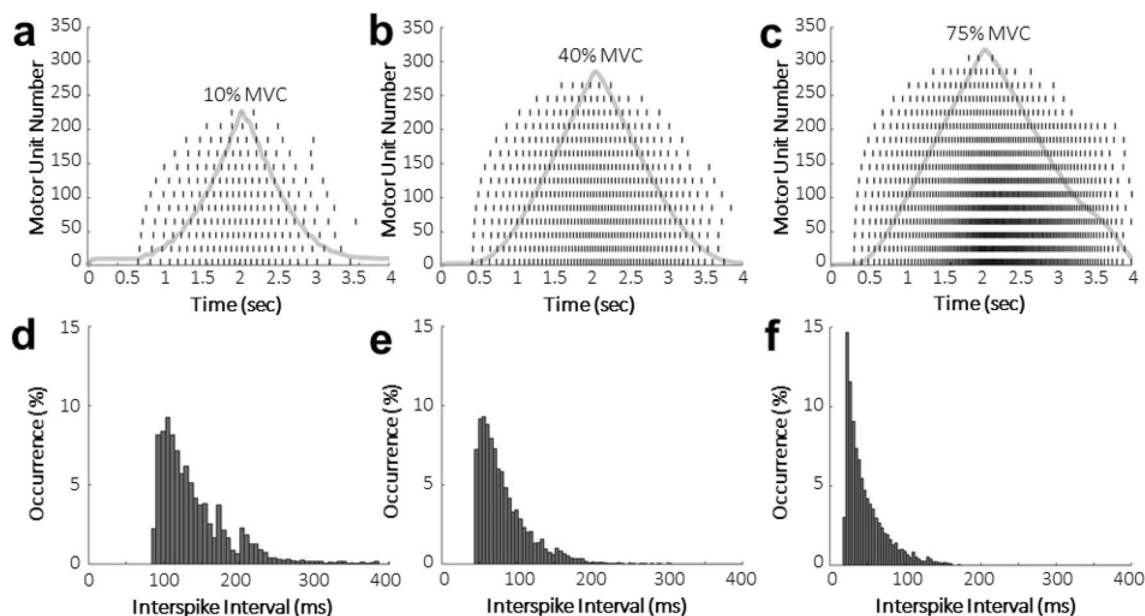 a
350
300
250
200
150
100
50
0
Motor Unit Number
10% MVC
0 0.5 1 1.5 2 2.5 3 3.5 4
Time (sec)
b
350
300
250
200
150
100
50
0
Motor Unit Number
40% MVC
0 0.5 1 1.5 2 2.5 3 3.5 4
Time (sec)
c
350
300
250
200
150
100
50
0
Motor Unit Number
75% MVC
0 0.5 1 1.5 2 2.5 3 3.5 4
Time (sec)
d
15
10
5
0
Occurrence (%)
0 100 200 300 400
Interspike Interval (ms)
e
15
10
5
0
Occurrence (%)
0 100 200 300 400
Interspike Interval (ms)
f
15
10
5
0
Occurrence (%)
0 100 200 300 400
Interspike Interval (ms)